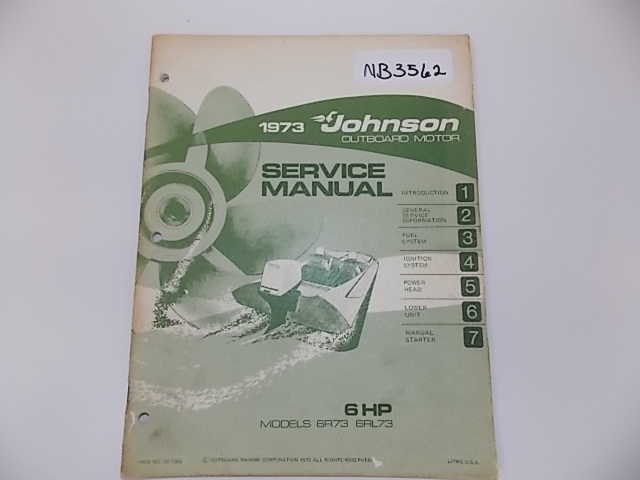 NB3562
1973 Johnson
OUTBOARD MOTOR
SERVICE
MANUAL
INTRODUCTION 1
GENERAL
SERVICE
INFORMATION 2
FUEL
SYSTEM 3
IGNITION
SYSTEM 4
POWER
HEAD 5
LOWER
UNIT 6
MANUAL
STARTER 7
6 HP
MODELS 6R73 6RL73
© OUTBOARD MARINE CORPORATION ALL RIGHTS RESERVED
LITHO U.S.A.